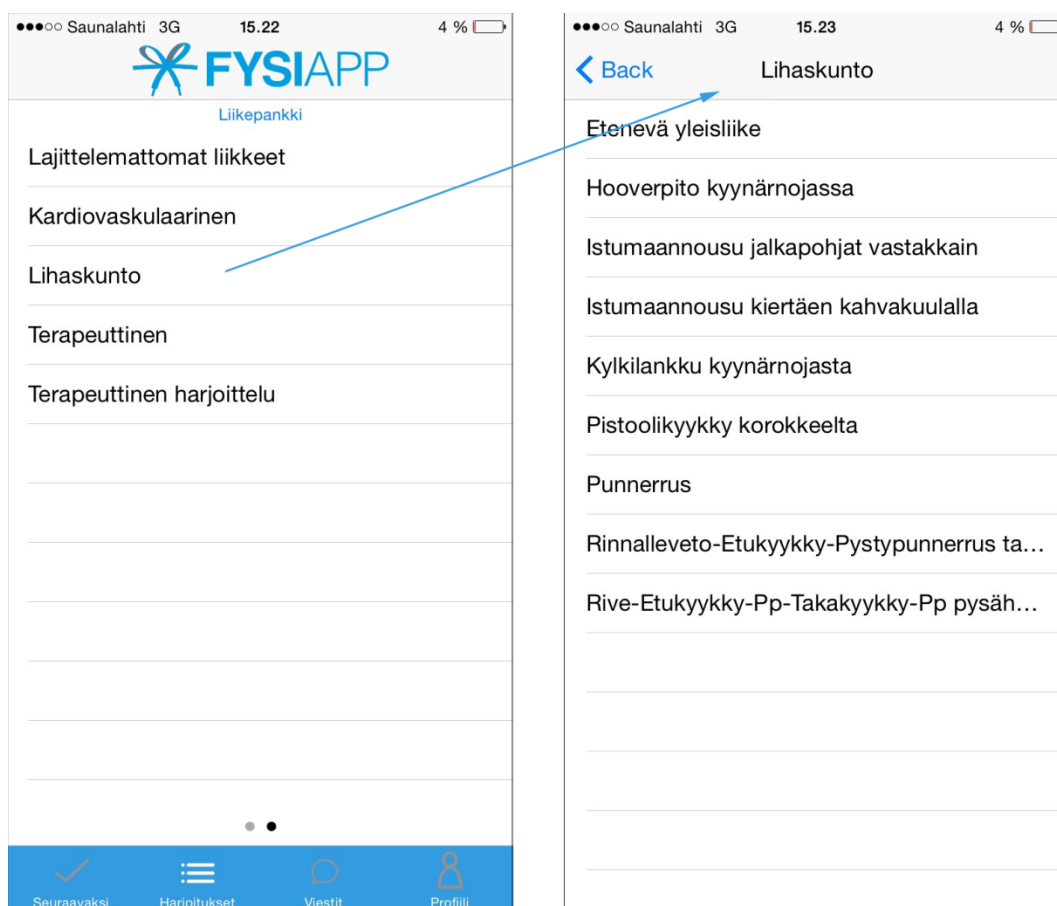 Saunalahti 3G 15.22 4 %
FYSIAPP
Liikepankki
Lajittelemattomat liikkeet
Kardiovaskulaarinen
Lihaskunto
Terapeuttinen
Terapeuttinen harjoittelu
Seuraavaksi Harjoitukset Viestit Profiili
Saunalahti 3G 15.23 4 %
Back Lihaskunto
Etenevä yleisliike
Hooverpito kyynärnojassa
Istumaannousu jalkapohjat vastakkain
Istumaannousu kiertäen kahvakuulalla
Kylkilankku kyynärnojasta
Pistoolikyykky korokkeelta
Punnerrus
Rinnalleveto-Etukyykky-Pystypunnerrus ta...
Rive-Etukyykky-Pp-Takakyykky-Pp pysäh...